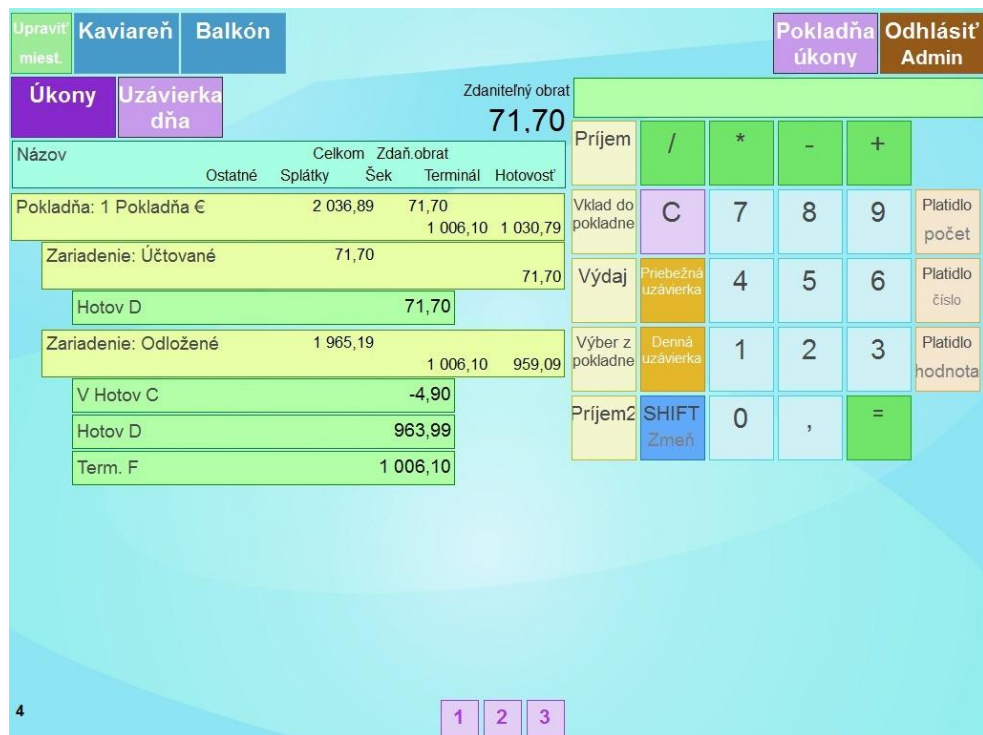 Upraviť
miest.
Kaviareň
Balkón
Pokladňa
úkony
Odhlásiť
Admin
Úkony
Uzávierka
dňa
Zdaniteľný obrat
71,70
Názov Celkom Zdaň.obrat
Ostatné Splátky Šek Terminál Hotovosť
Pokladňa: 1 Pokladňa € 2 036,89 71,70
1 006,10 1 030,79
Zariadenie: Účtované 71,70
71,70
Hotov D 71,70
Zariadenie: Odložené 1 965,19
1 006,10 959,09
V Hotov C -4,90
Hotov D 963,99
Term. F 1 006,10
Príjem / * - +
Vklad do
pokladne
C 7 8 9
Platidlo
počet
Výdaj
Priebežná
uzávierka
4 5 6
Platidlo
číslo
Výber z
pokladne
Denná
uzávierka
1 2 3
Platidlo
hodnota
Príjem2
SHIFT
Zmeň
0 , =
4
1 2 3